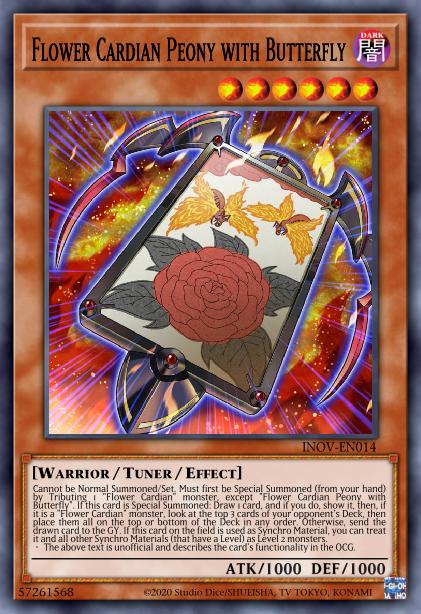 FLOWER CARDIAN PEONY WITH BUTTERFLY
DARK
闇
INOV-EN014
[WARRIOR / TUNER / EFFECT]
Cannot be Normal Summoned/Set. Must first be Special Summoned (from your hand)
by Tributing 1 "Flower Cardian" monster, except "Flower Cardian Peony with
Butterfly". If this card is Special Summoned: Draw 1 card, and if you do, show it, then, if
it is a "Flower Cardian" monster, look at the top 3 cards of your opponent's Deck, then
place them all on the top or bottom of the Deck in any order. Otherwise, send the
drawn card to the GY. If this card on the field is used as Synchro Material, you can treat
it and all other Synchro Materials (that have a Level) as Level 2 monsters.
- The above text is unofficial and describes the card's functionality in the OCG.
ATK/1000 DEF/1000
57261568
©2020 Studio Dice/SHUEISHA, TV TOKYO, KONAMI